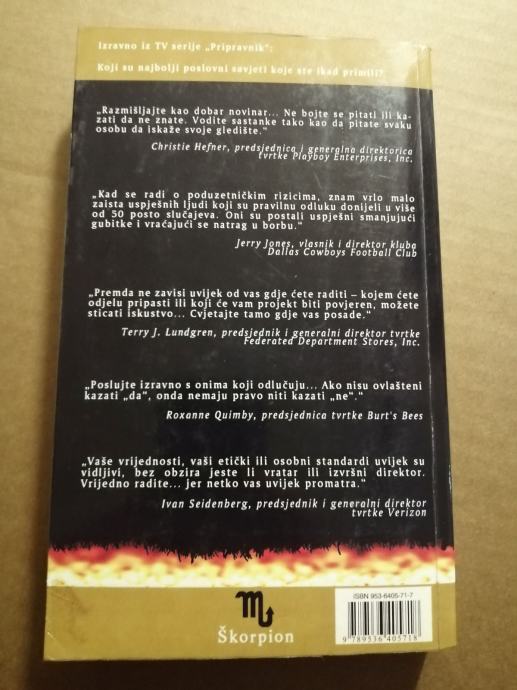 Izravno iz TV serije „Pripravnik“:
Koji su najbolji poslovni savjeti koje ste ikad primili?
„Razmišljajte kao dobar novinar... Ne bojte se pitati ili ka-
zati da ne znate. Vodite sastanke tako kao da pitate svaku
osobu da iskaže svoje gledište.“
Christie Hefner, predsjednica i generalna direktorica
tvrtke Playboy Enterprises, Inc.
„Kad se radi o poduzetničkim rizicima, znam vrlo malo
zaista uspješnih ljudi koji su pravilnu odluku donijeli u više
od 50 posto slučajeva. Oni su postali uspješni smanjujući
gubitke i vraćajući se natrag u borbu.“
Jerry Jones, vlasnik i direktor kluba
Dallas Cowboys Football Club
„Premda ne zavisi uvijek od vas gdje ćete raditi – kojem ćete
odjelu pripasti ili koji će vam projekt biti povjeren, možete
sticati iskustvo... Cvjetajte tamo gdje vas posade.“
Terry J. Lundgren, predsjednik i generalni direktor tvrtke
Federated Department Stores, Inc.
„Poslujte izravno s onima koji odlučuju... Ako nisu ovlašteni
kazati „da“, onda nemaju pravo niti kazati „ne“.“
Roxanne Quimby, predsjednica tvrtke Burt's Bees
„Vaše vrijednosti, vaši etički ili osobni standardi uvijek su
vidljivi, bez obzira jeste li vratar ili izvršni direktor.
Vrijedno radite... jer netko vas uvijek promatra.“
Ivan Seidenberg, predsjednik i generalni direktor
tvrtke Verizon
ISBN 953-6405-71-7
9 789536 405718
Škorpion